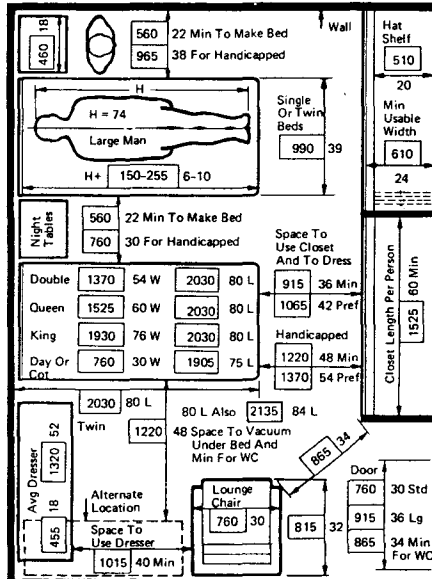 18
460
560 22 Min To Make Bed
965 38 For Handicapped
Wall
Hat
Shelf
510
20
Min
Usable
Width
610
24
H
H = 74
Large Man
H+ 150-255 6-10
Single
Or Twin
Beds
990 39
Night
Tables
560 22 Min To Make Bed
760 30 For Handicapped
Space To
Use Closet
And To Dress
915 36 Min
1065 42 Pref
Handicapped
1220 48 Min
1370 54 Pref
Closet Length Per Person
1525 60 Min
Double 1370 54 W 2030 80 L
Queen 1525 60 W 2030 80 L
King 1930 76 W 2030 80 L
Day Or
Cot 760 30 W 1905 75 L
2030 80 L
Twin
80 L Also 2135 84 L
1220 48 Space To Vacuum
Under Bed And
Min For WC
865 34
Avg Dresser
1320 52
455 18
Alternate
Location
Space To
Use Dresser
1015 40 Min
Lounge
Chair
760 30
815 32
Door
760 30 Std
915 36 Lg
865 34 Min
For WC